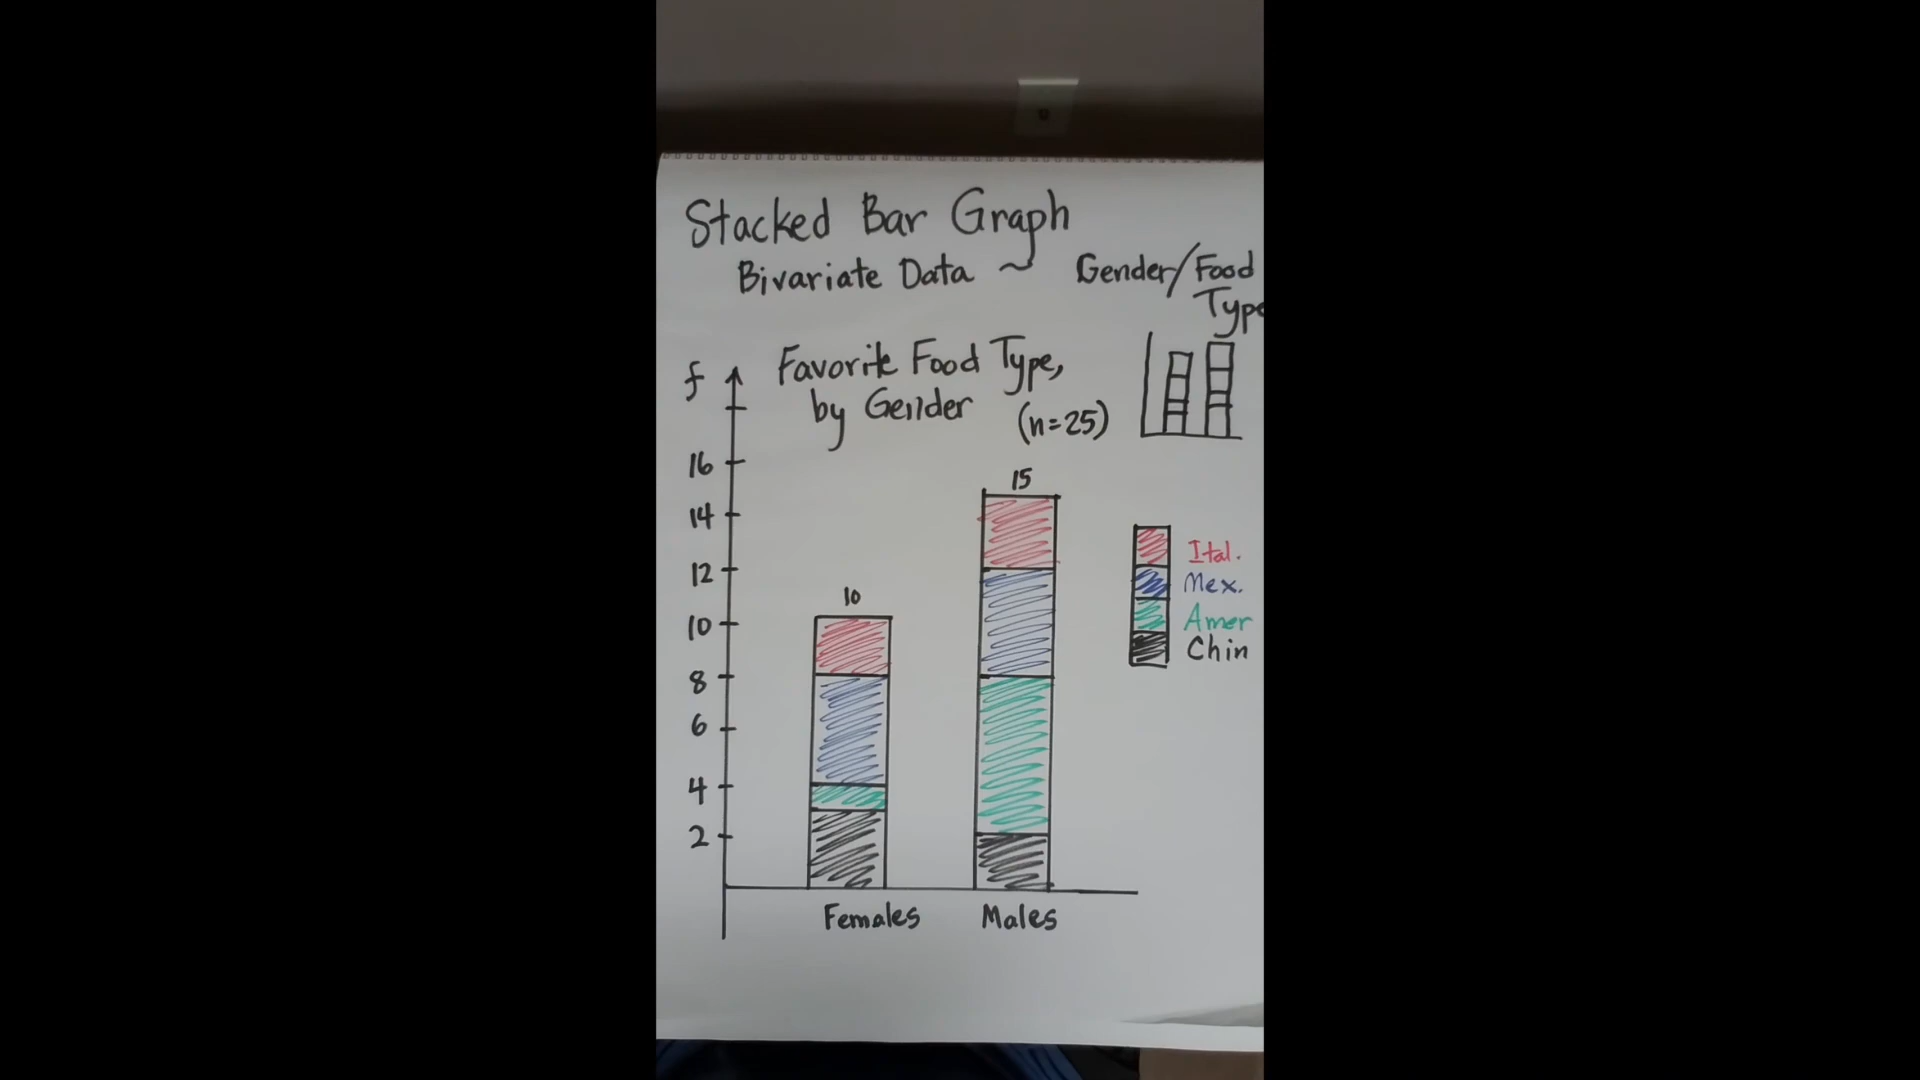 Stacked Bar Graph
Bivariate Data ~ Gender/Food
Type
f
Favorite Food Type,
by Gender (n=25)
16
14
12
10
8
6
4
2
10
15
Ital.
Mex.
Amer
Chin
Females Males